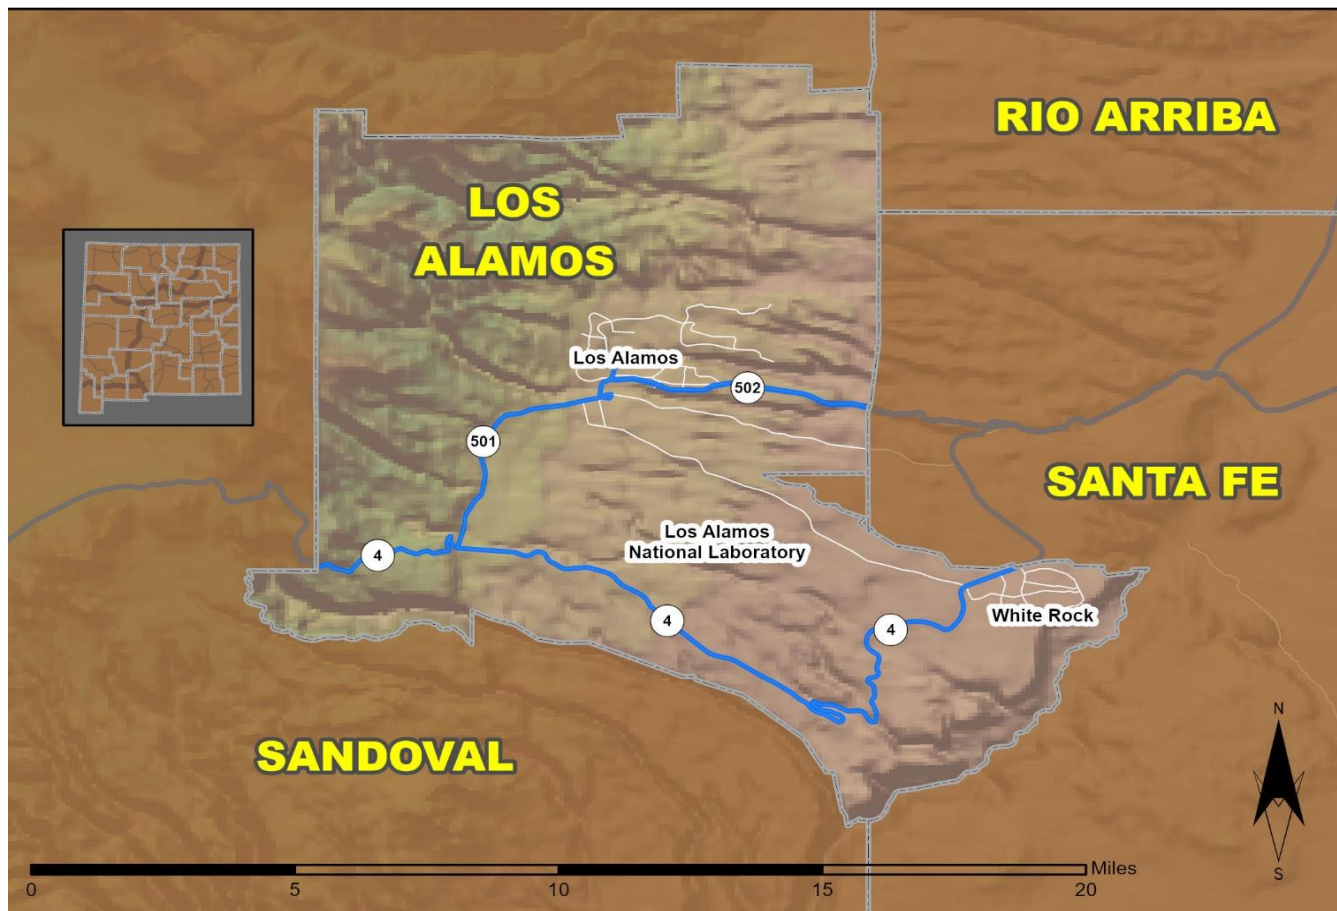 RIO ARRIBA
LOS
ALAMOS
Los Alamos
502
501
SANTA FE
Los Alamos
National Laboratory
4
4
4
White Rock
SANDOVAL
N
S
Miles
0
5
10
15
20